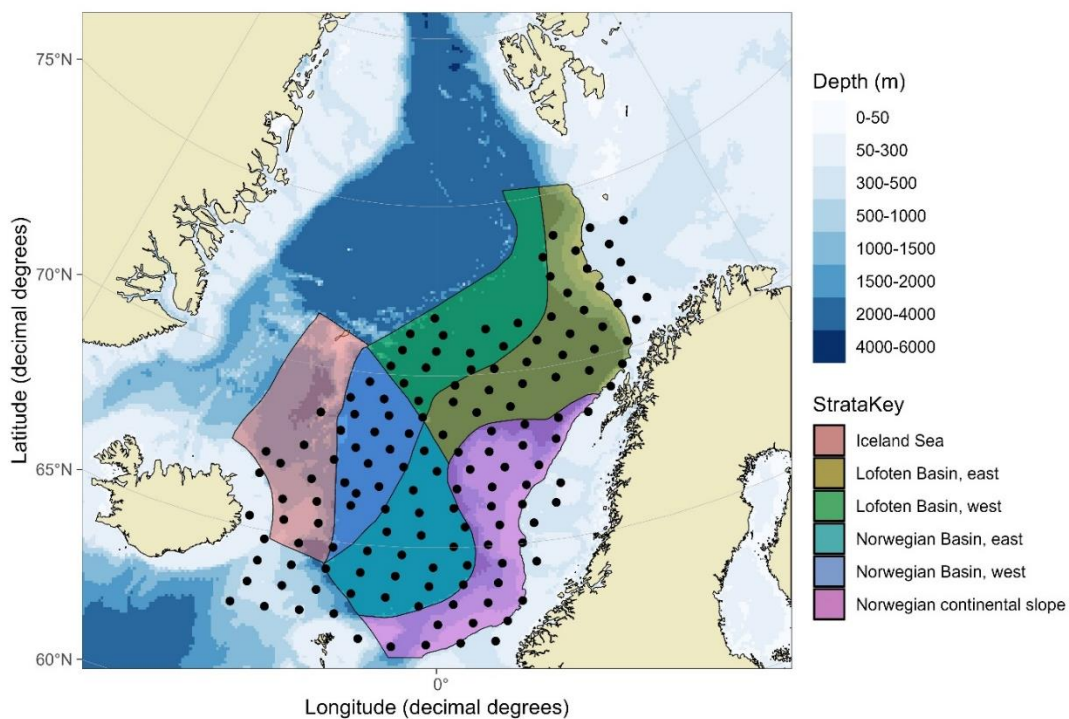 75°N
70°N
65°N
60°N
Latitude (decimal degrees)
0°
Longitude (decimal degrees)
Depth (m)
0-50
50-300
300-500
500-1000
1000-1500
1500-2000
2000-4000
4000-6000
StrataKey
Iceland Sea
Lofoten Basin, east
Lofoten Basin, west
Norwegian Basin, east
Norwegian Basin, west
Norwegian continental slope